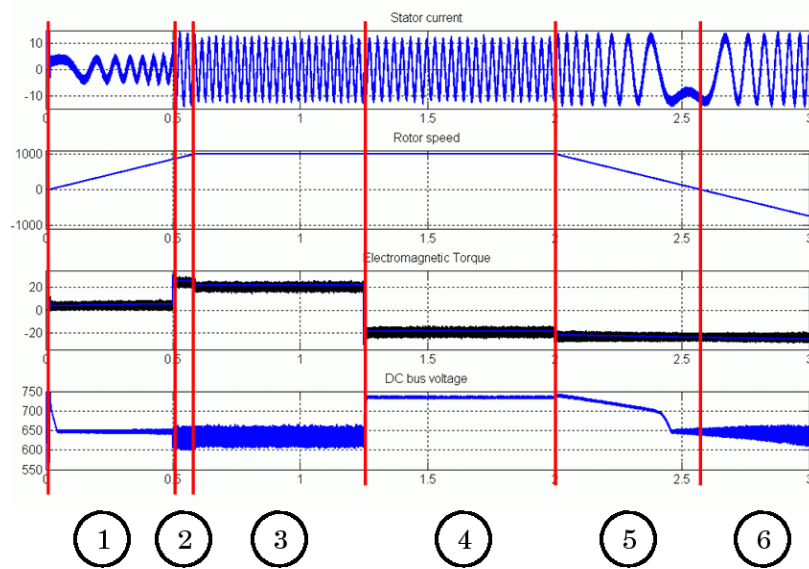 Stator current
10
0
-10
0 0.5 1 1.5 2 2.5 3
Rotor speed
1000
0
-1000
0 0.5 1 1.5 2 2.5 3
Electromagnetic Torque
20
0
-20
0 0.5 1 1.5 2 2.5 3
DC bus voltage
750
700
650
600
550
0 0.5 1 1.5 2 2.5 3
1 2 3 4 5 6